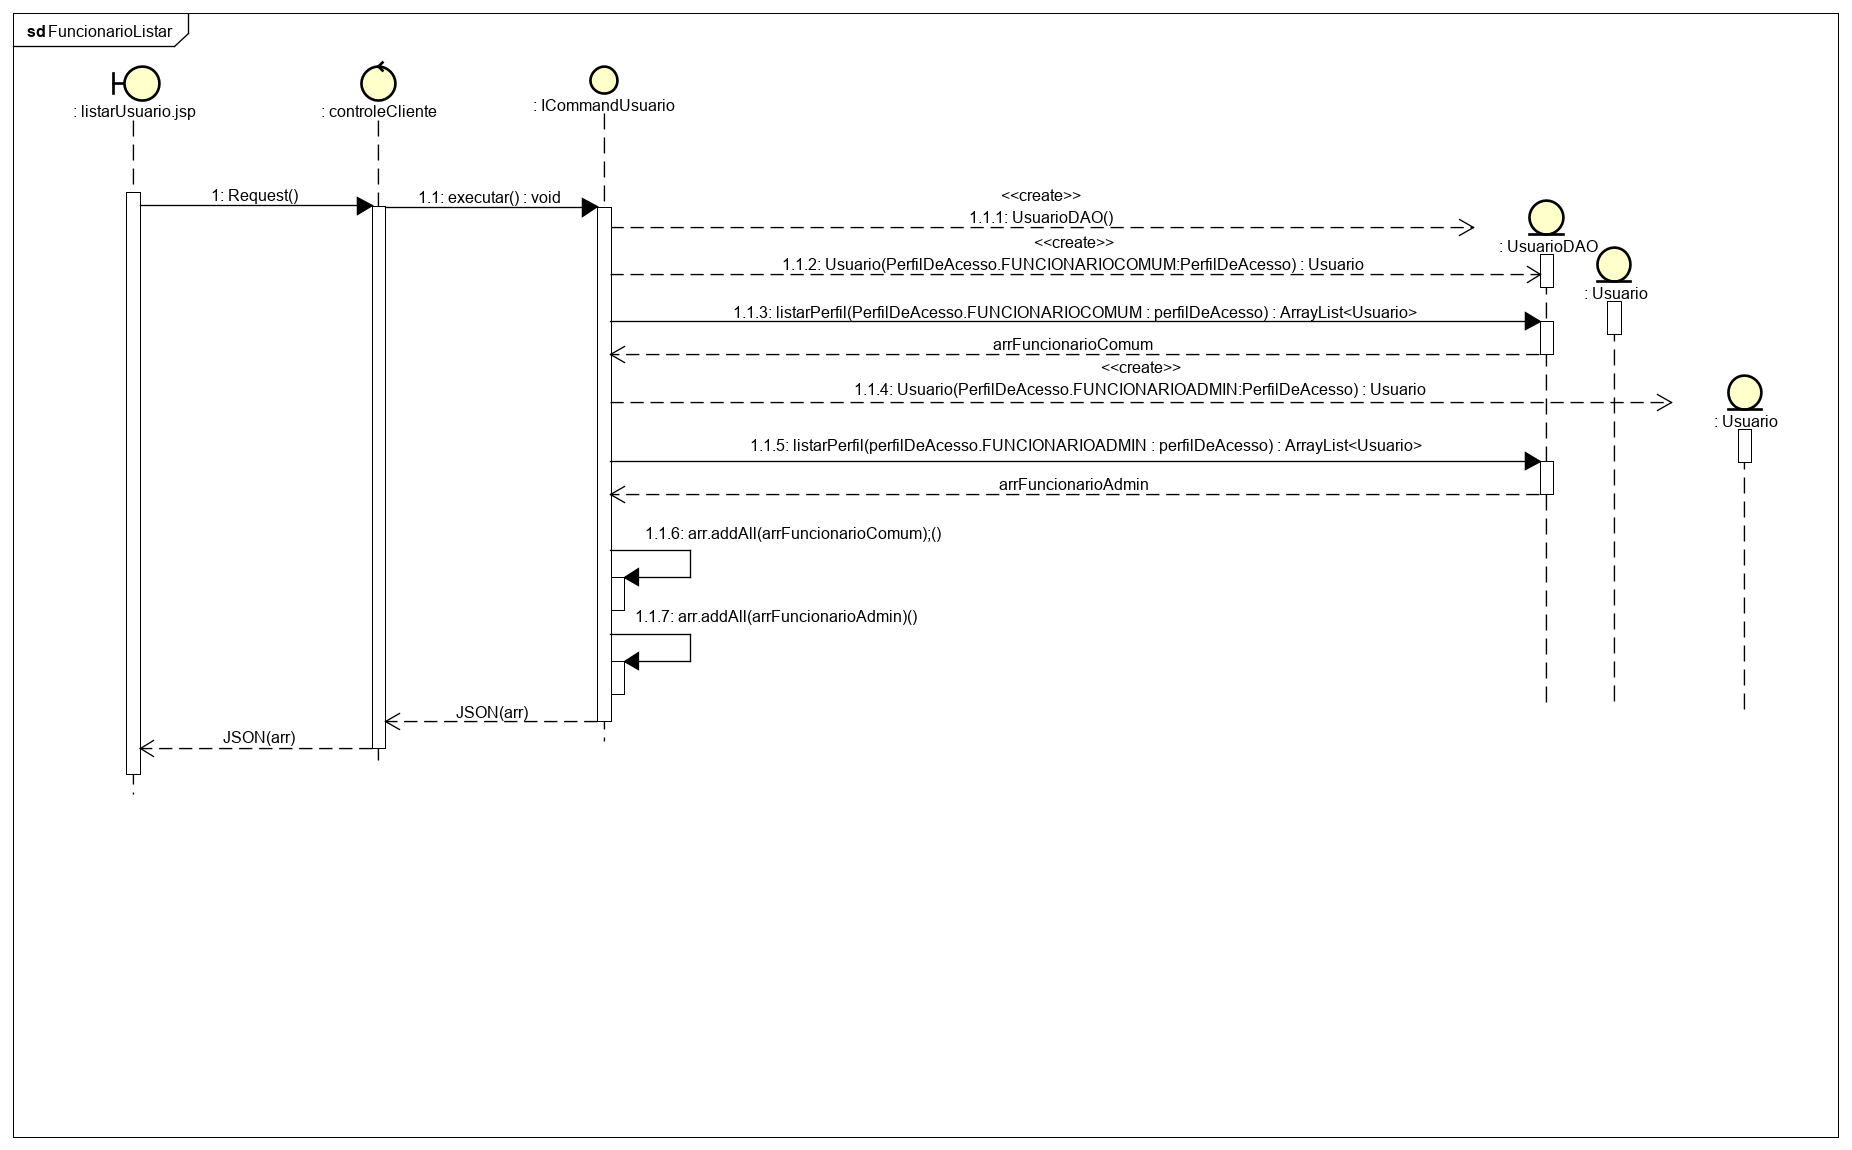 sd FuncionarioListar
: listarUsuario.jsp
: controleCliente
: ICommandUsuario
1: Request()
1.1: executar() : void
<<create>>
1.1.1: UsuarioDAO()
: UsuarioDAO
<<create>>
1.1.2: Usuario(PerfilDeAcesso.FUNCIONARIOCOMUM:PerfilDeAcesso) : Usuario
: Usuario
1.1.3: listarPerfil(PerfilDeAcesso.FUNCIONARIOCOMUM : perfilDeAcesso) : ArrayList<Usuario>
arrFuncionarioComum
<<create>>
1.1.4: Usuario(PerfilDeAcesso.FUNCIONARIOADMIN:PerfilDeAcesso) : Usuario
: Usuario
1.1.5: listarPerfil(perfilDeAcesso.FUNCIONARIOADMIN : perfilDeAcesso) : ArrayList<Usuario>
arrFuncionarioAdmin
1.1.6: arr.addAll(arrFuncionarioComum);()
1.1.7: arr.addAll(arrFuncionarioAdmin)()
JSON(arr)
JSON(arr)